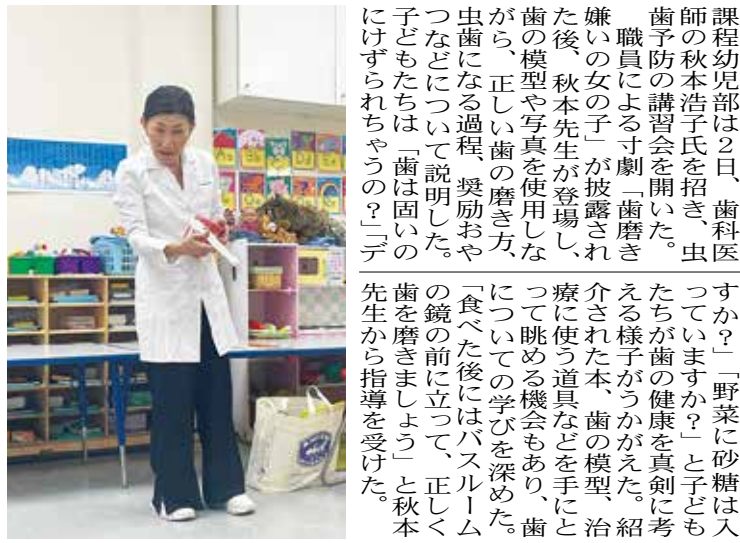 課程幼児部は２日、歯科医
師の秋本浩子氏を招き、虫
歯予防の講習会を開いた。
職員による寸劇「歯磨き
嫌いの女の子」が披露され
た後、秋本先生が登場し、
歯の模型や写真を使用しな
がら、正しい歯の磨き方、
虫歯になる過程、奨励おや
つなどについて説明した。
子どもたちは「歯は固いの
にけずられちゃうの？」「デ
すか？」「野菜に砂糖は入
っていますか？」と子ども
たちが歯の健康を真剣に考
える様子がうかがえた。紹
介された本、歯の模型、治
療に使う道具などを手にと
って眺める機会もあり、歯
についての学びを深めた。
「食べた後にはバスルーム
の鏡の前に立って、正しく
歯を磨きましょう」と秋本
先生から指導を受けた。